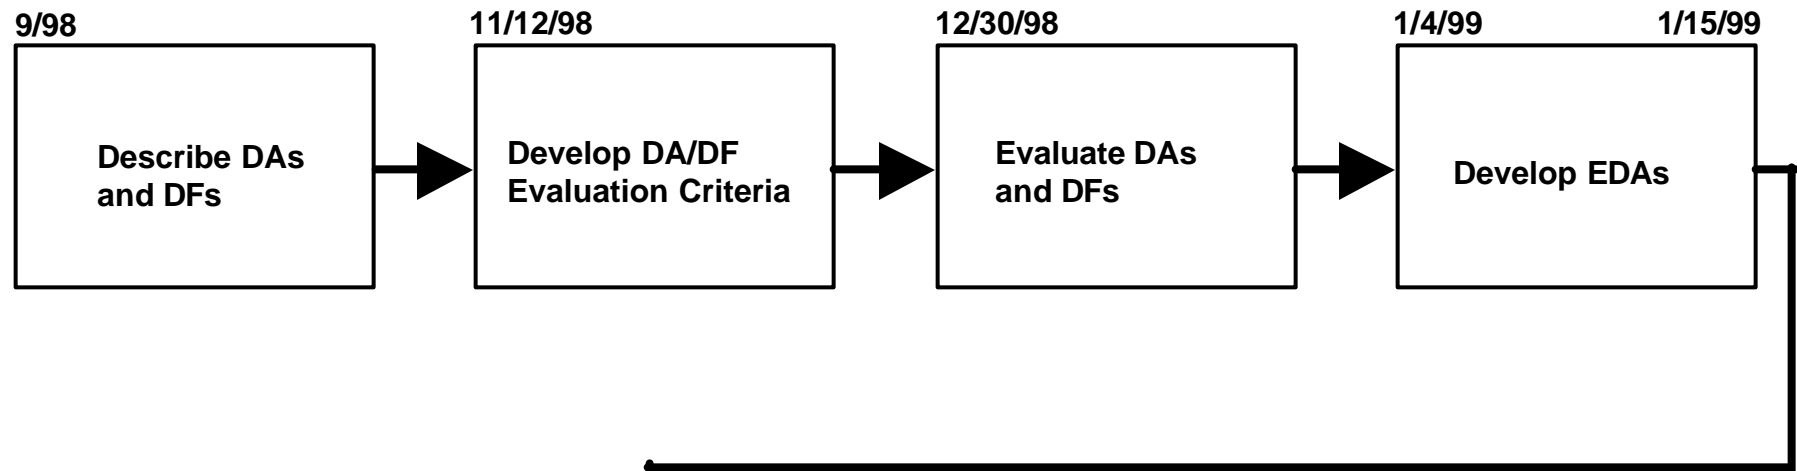 9/98
11/12/98
12/30/98
1/4/99
1/15/99
Describe DAs
and DFs
Develop DA/DF
Evaluation Criteria
Evaluate DAs
and DFs
Develop EDAs